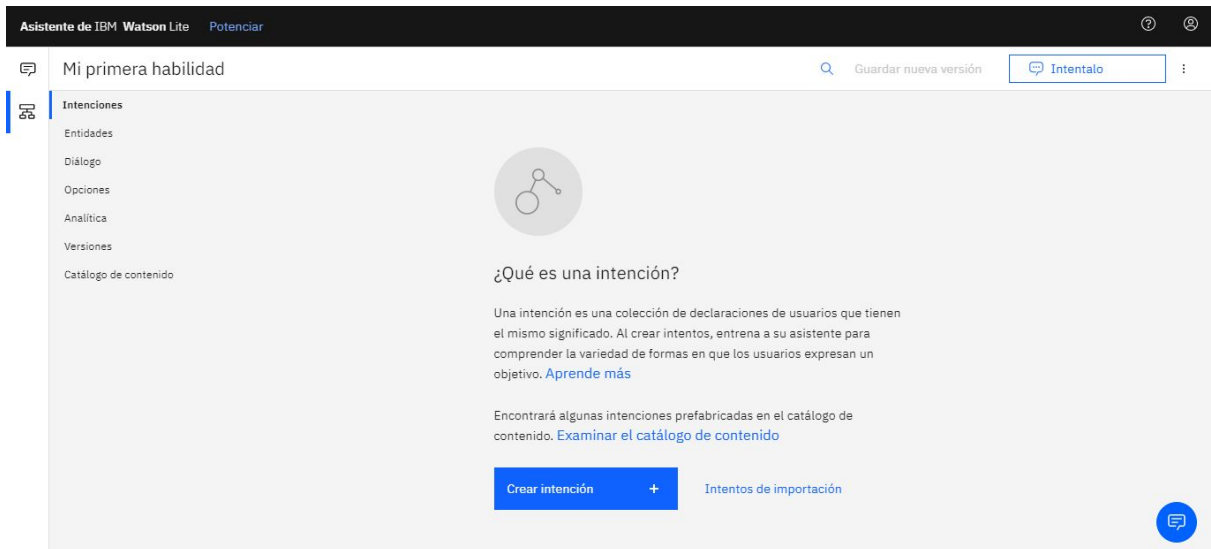 Asistente de IBM Watson Lite Potenciar
Mi primera habilidad
Guardar nueva versión
Intentalo
Intenciones
Entidades
Diálogo
Opciones
Analítica
Versiones
Catálogo de contenido
¿Qué es una intención?
Una intención es una colección de declaraciones de usuarios que tienen
el mismo significado. Al crear intentos, entrena a su asistente para
comprender la variedad de formas en que los usuarios expresan un
objetivo. Aprende más
Encontrará algunas intenciones prefabricadas en el catálogo de
contenido. Examinar el catálogo de contenido
Crear intención +
Intentos de importación